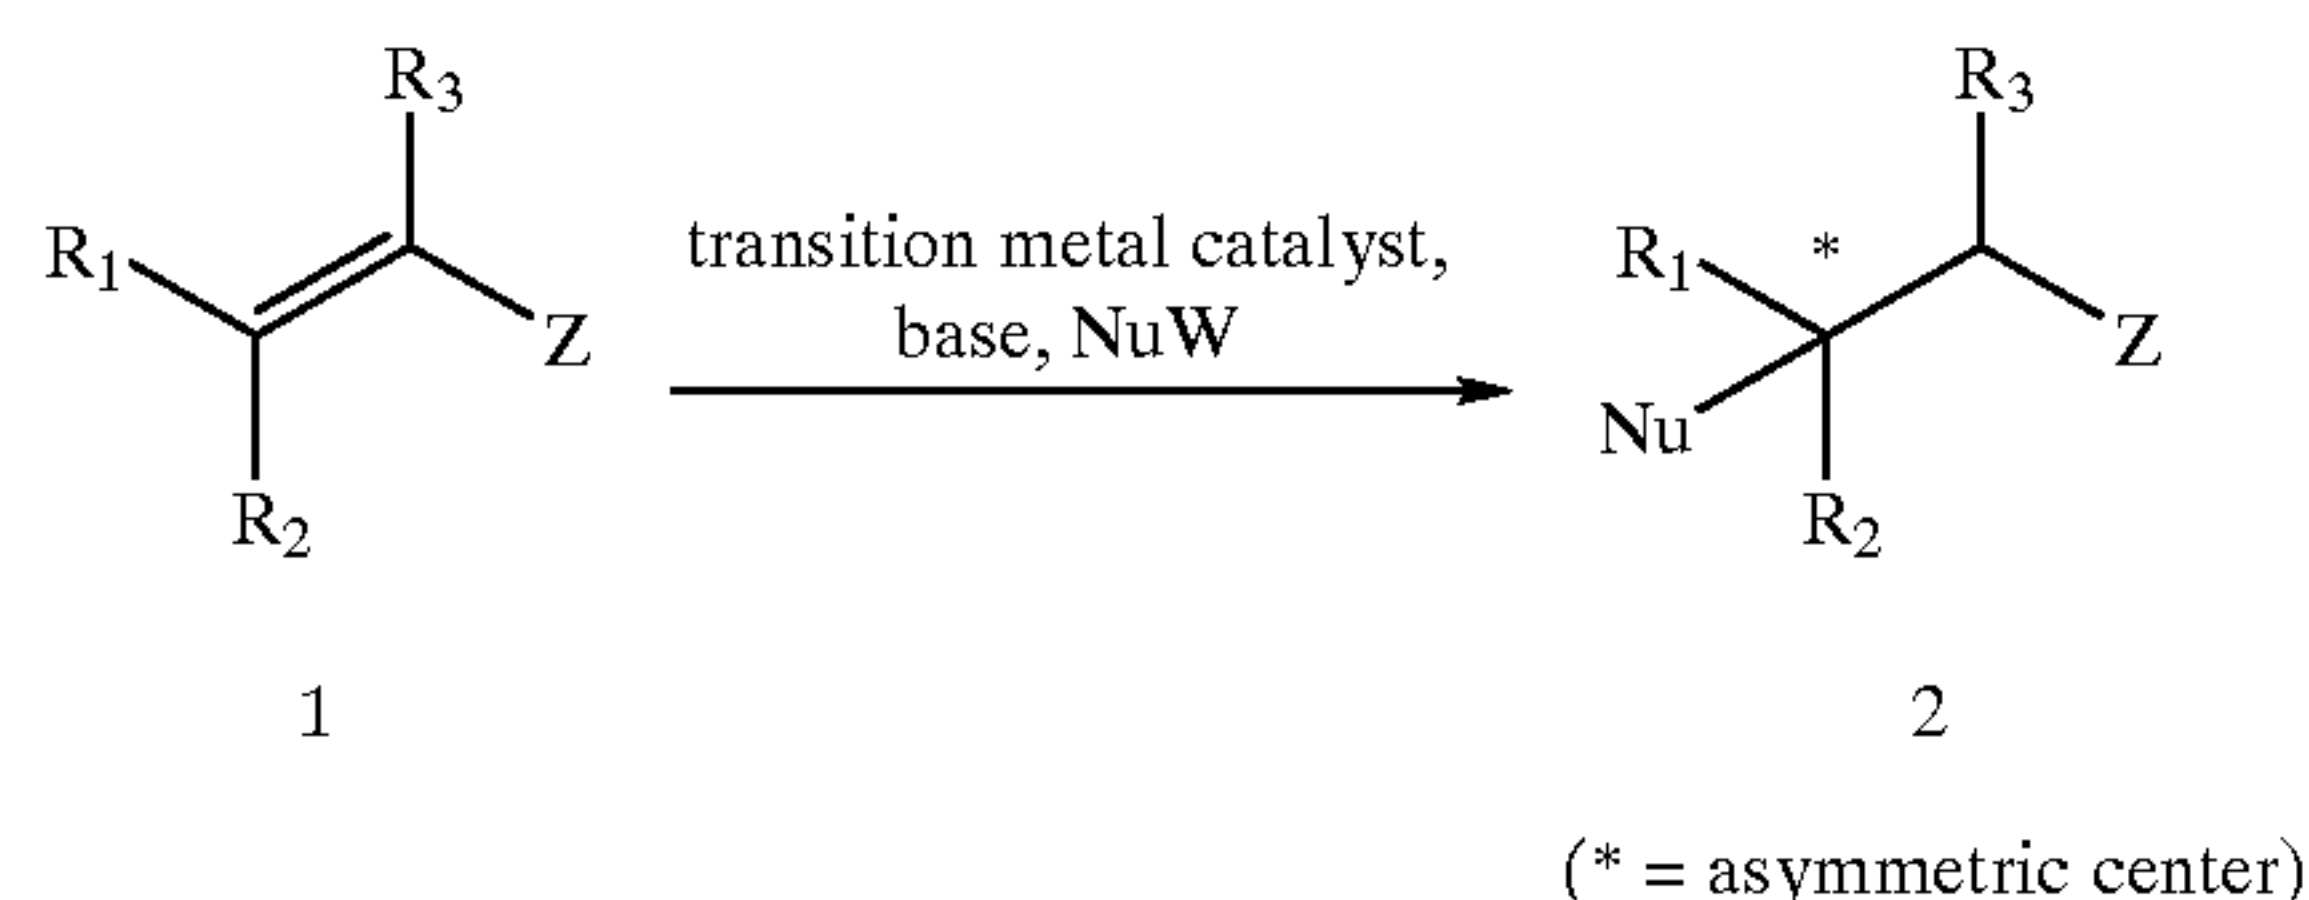 R3
R1
Z
R2
1
transition metal catalyst,
base, NuW
R3
R1
*
Z
Nu
R2
2
(* = asymmetric center)